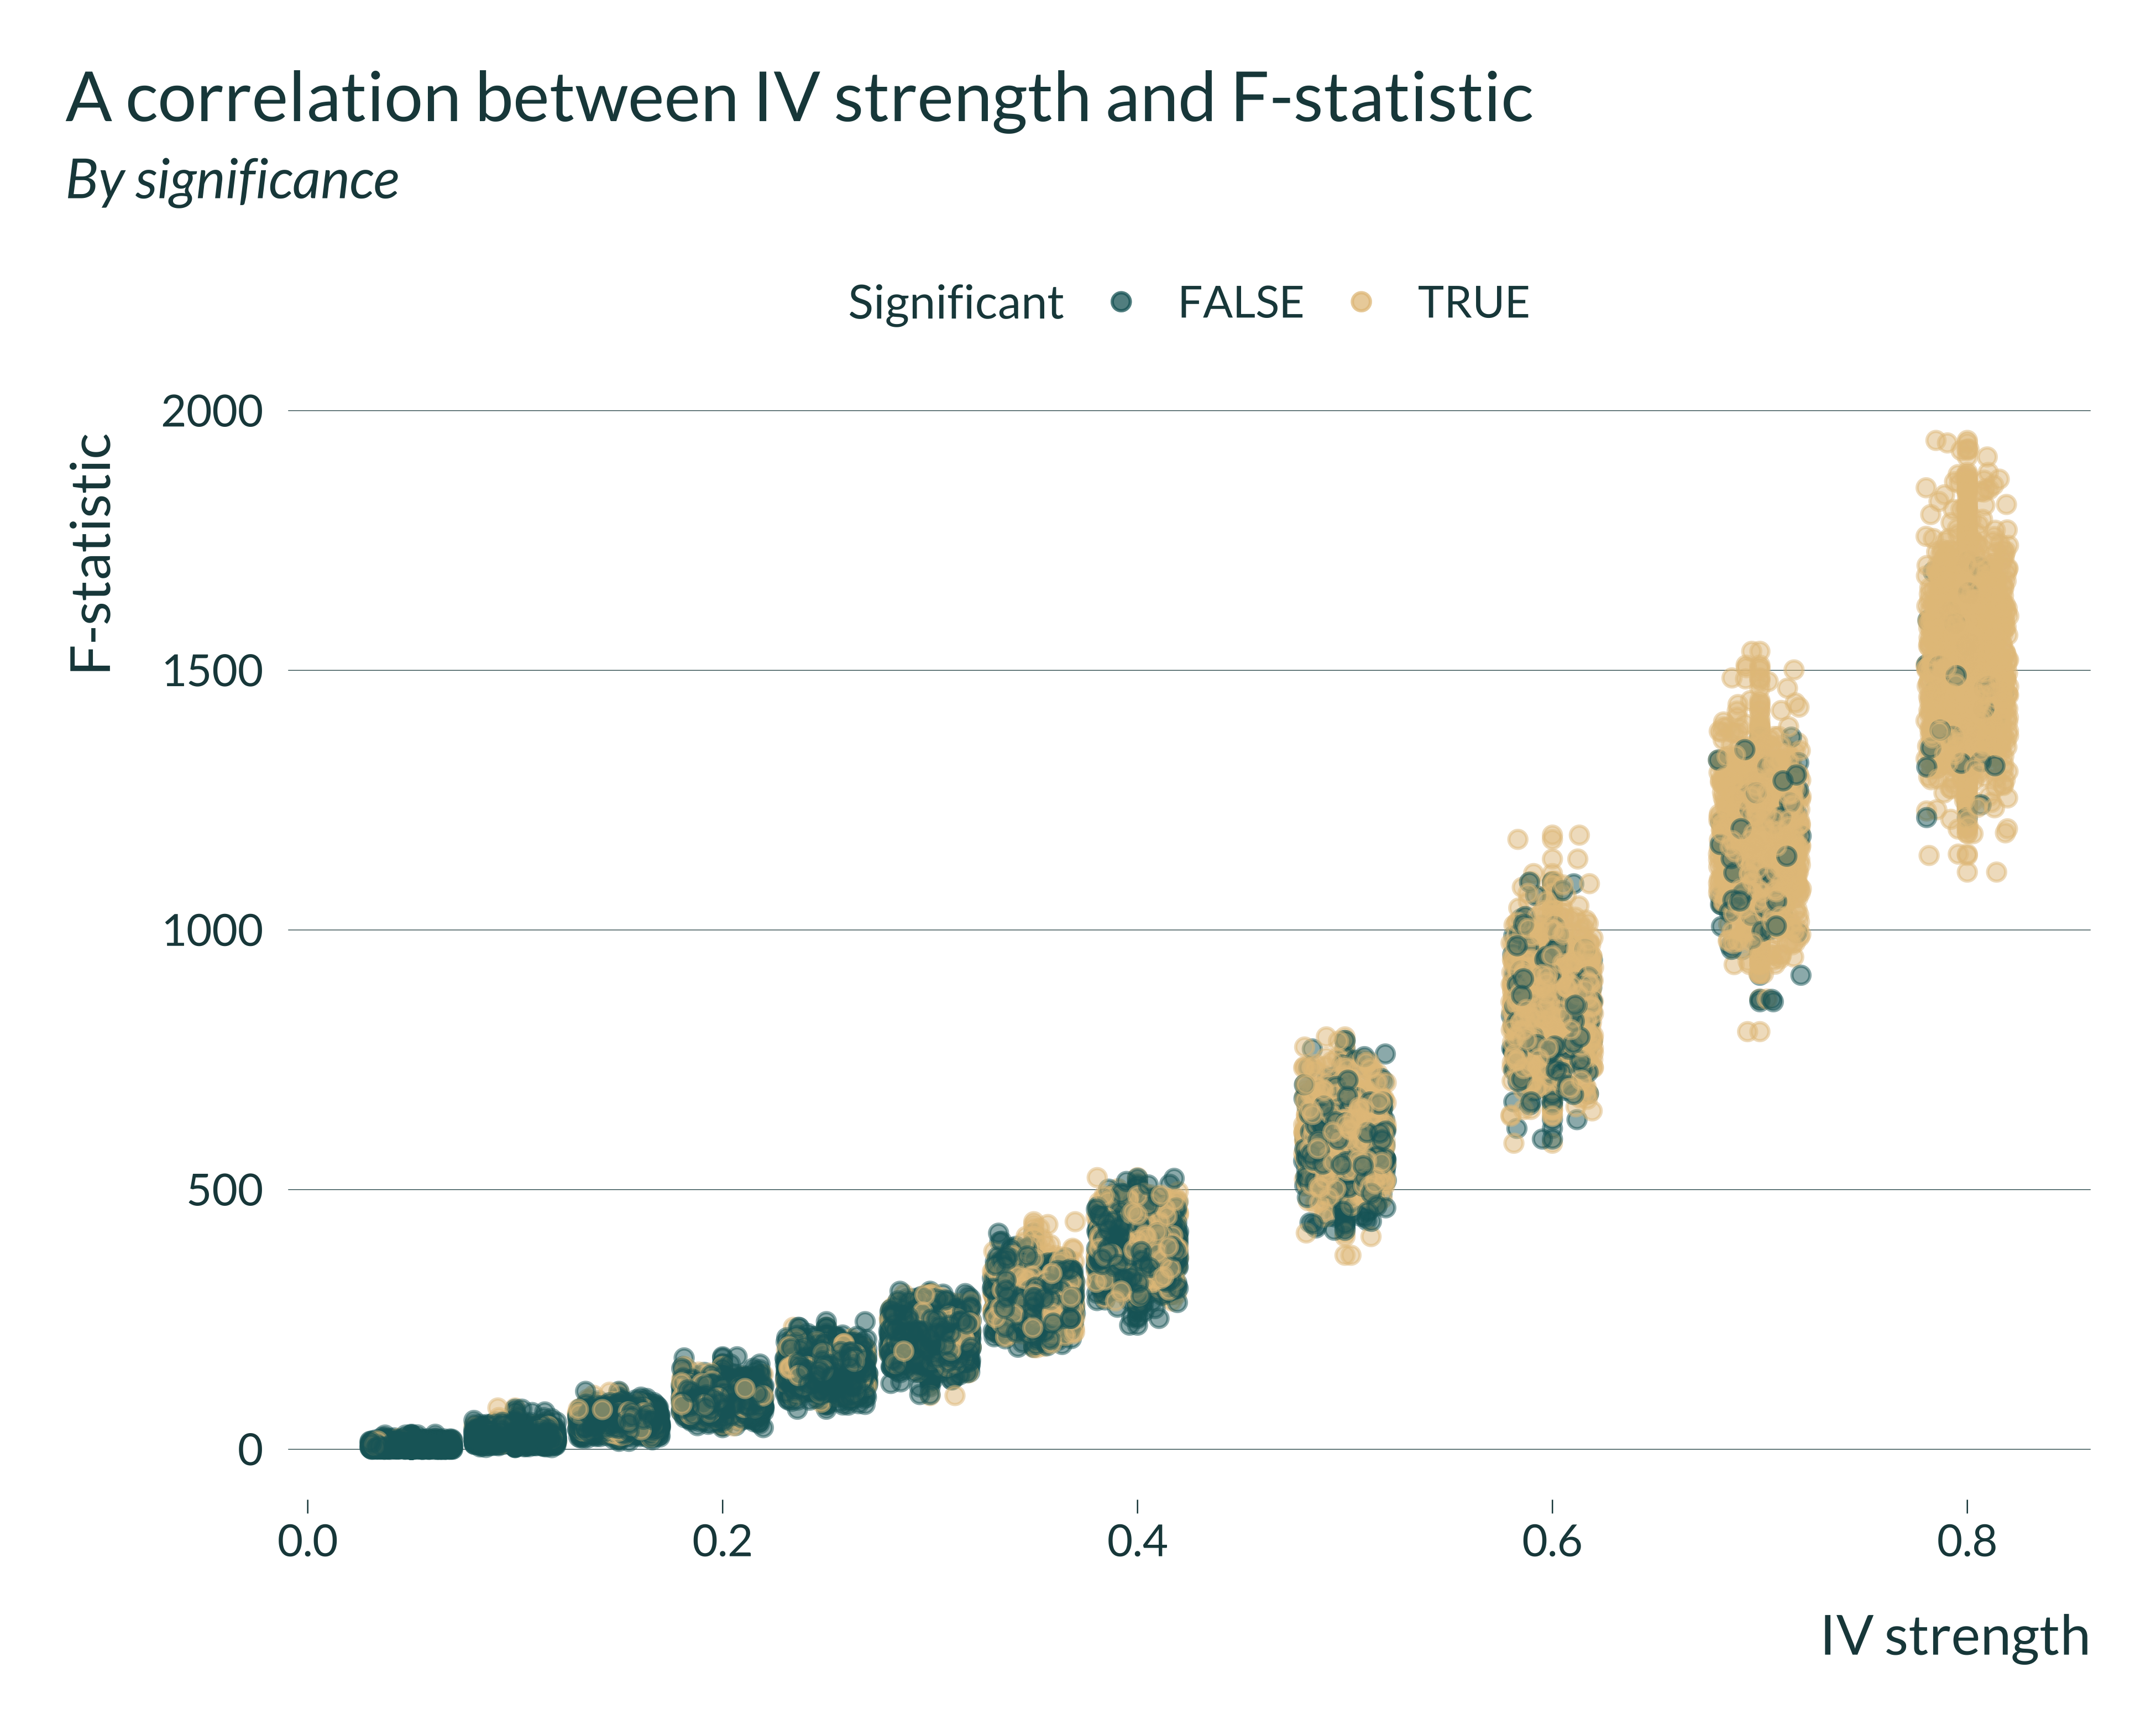 A correlation between IV strength and F-statistic
By significance
Significant FALSE TRUE
F-statistic
2000
1500
1000
500
0
0.0 0.2 0.4 0.6 0.8
IV strength